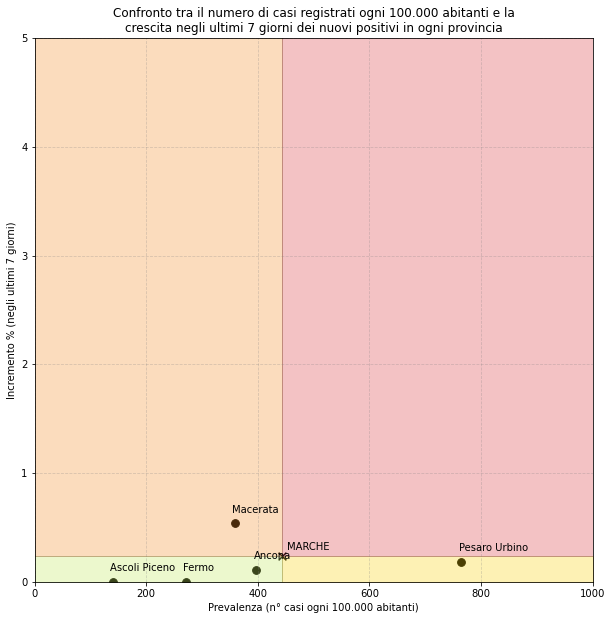 Confronto tra il numero di casi registrati ogni 100.000 abitanti e la
crescita negli ultimi 7 giorni dei nuovi positivi in ogni provincia
5
4
3
2
1
0
Incremento % (negli ultimi 7 giorni)
Macerata
MARCHE
Ancona
Pesaro Urbino
Ascoli Piceno
Fermo
0 200 400 600 800 1000
Prevalenza (n° casi ogni 100.000 abitanti)